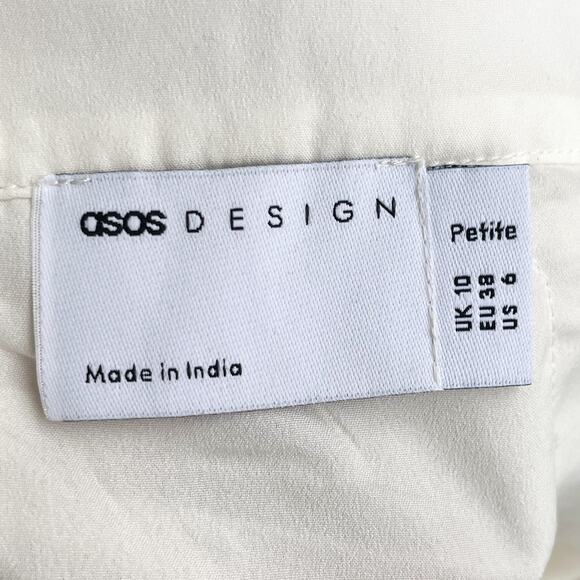 asos DESIGN
Made in India
Petite
UK 10
EU 38
US 6